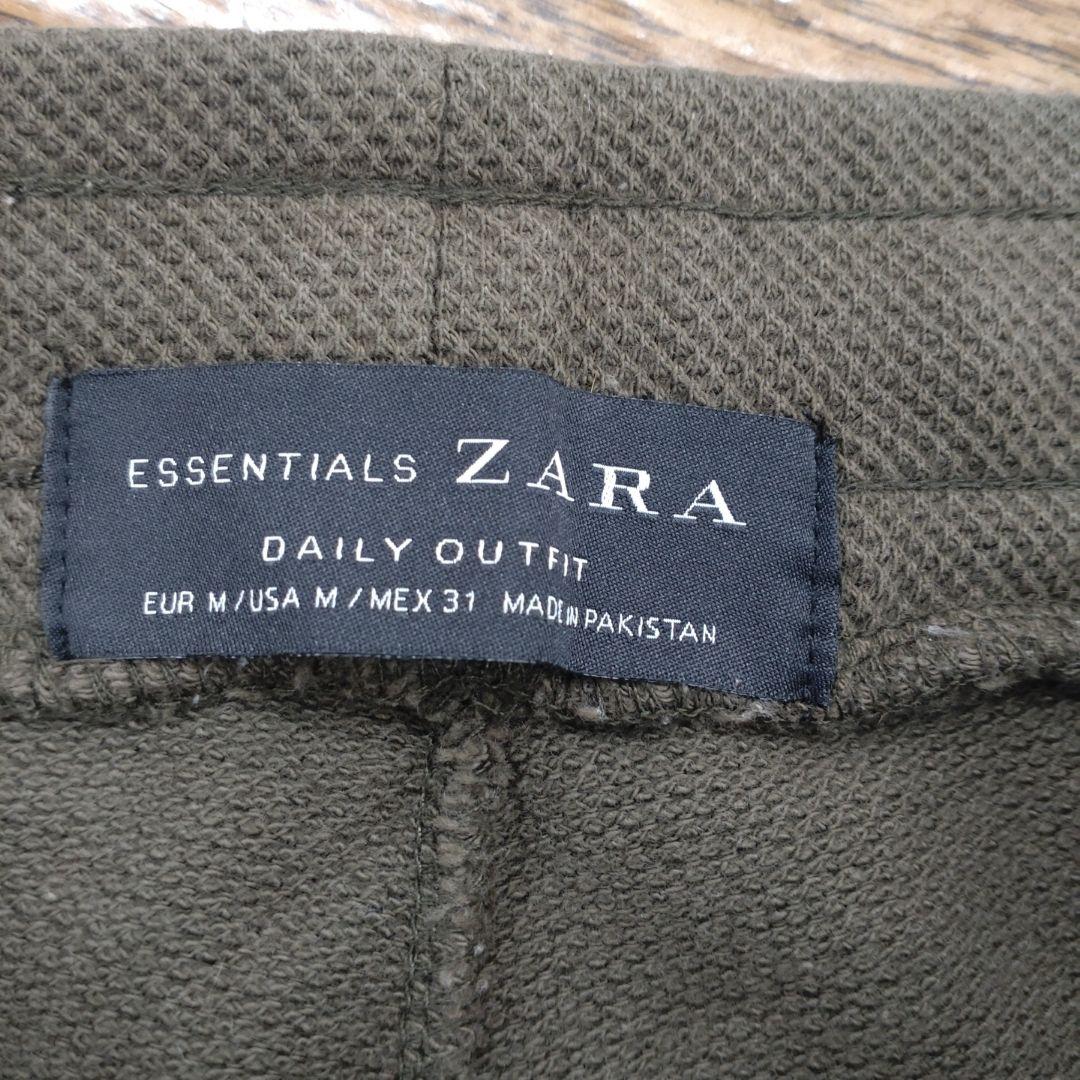 ESSENTIALS ZARA
DAILY OUTFIT
EUR M / USA M / MEX 31 MADE IN PAKISTAN